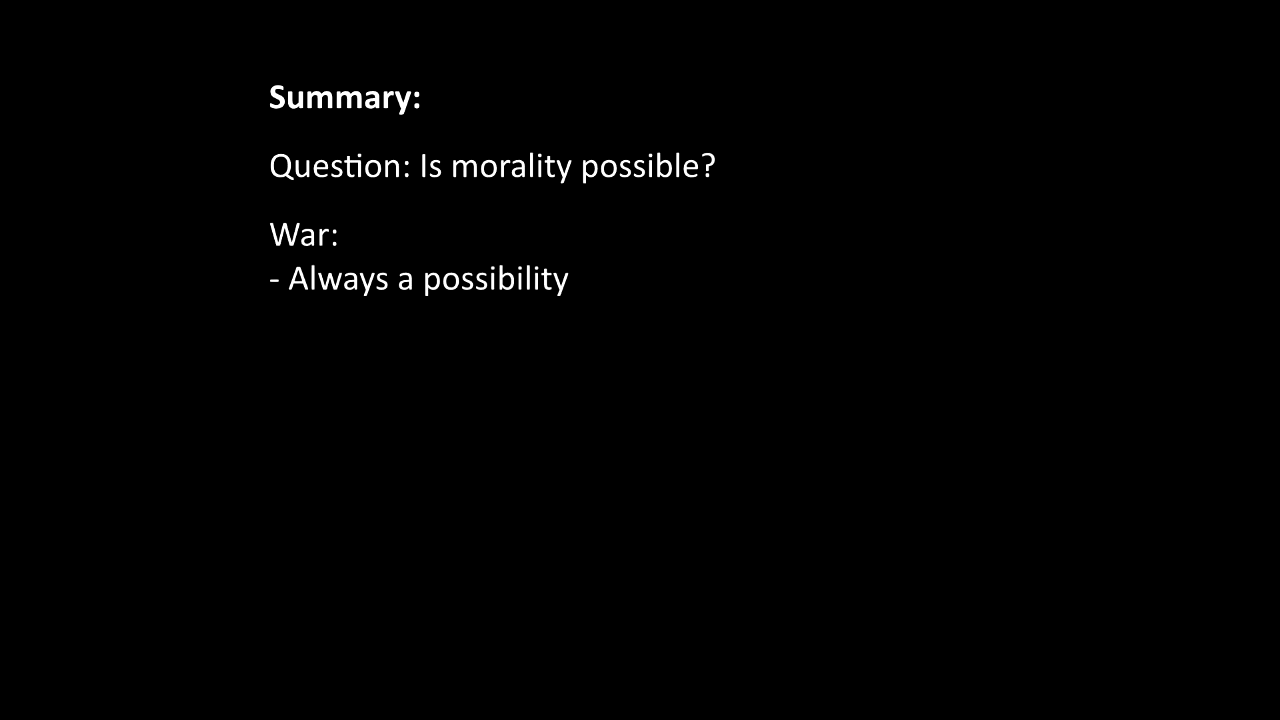 Summary:
Question: Is morality possible?
War:
- Always a possibility